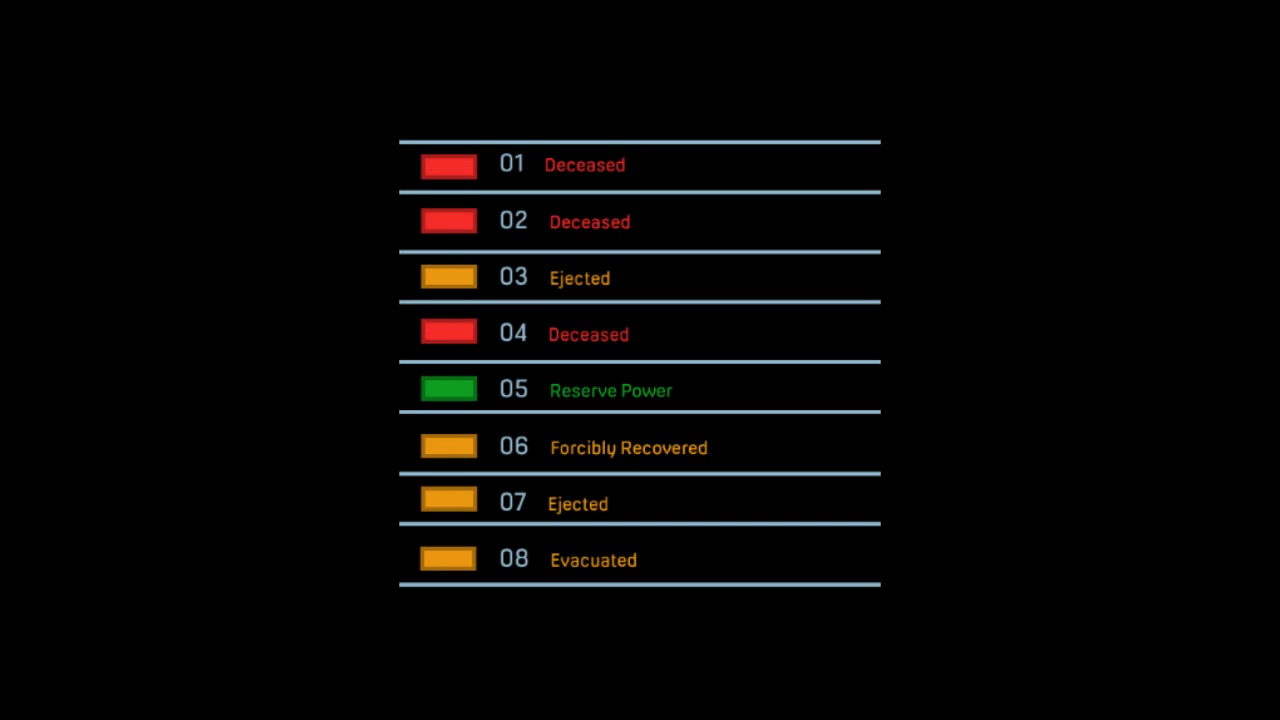 01 Deceased
02 Deceased
03 Ejected
04 Deceased
05 Reserve Power
06 Forcibly Recovered
07 Ejected
08 Evacuated